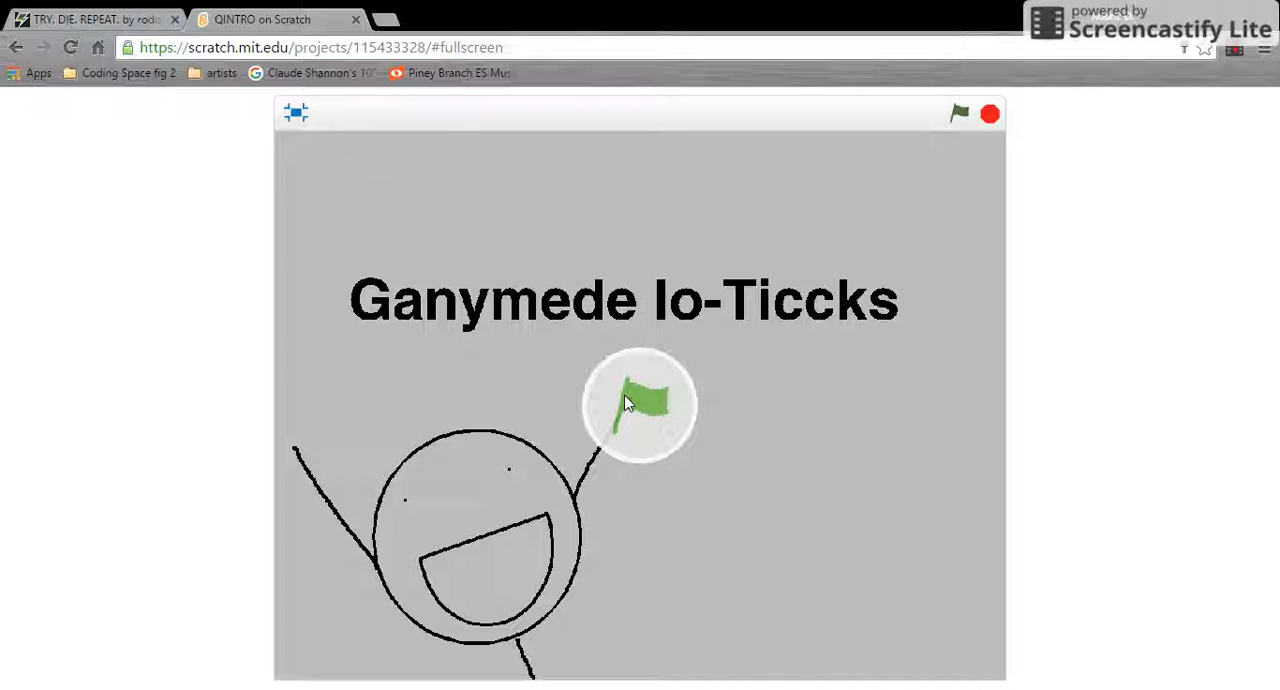 TRY. DIE. REPEAT. by rodo
QINTRO on Scratch
powered by
Screencastify Lite
https://scratch.mit.edu/projects/115433328/#fullscreen
Apps Coding Space fig 2 artists Claude Shannon's 10 Piney Branch ES Mus
Ganymede Io-Ticcks